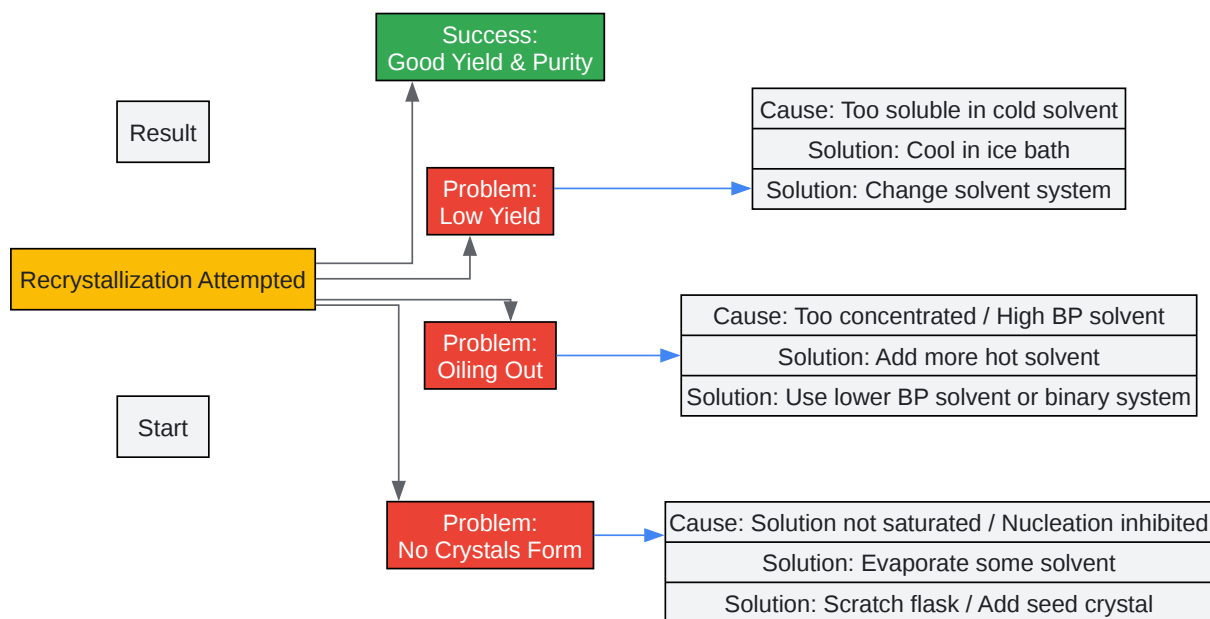 Success:
Good Yield & Purity
Result
Cause: Too soluble in cold solvent
Solution: Cool in ice bath
Solution: Change solvent system
Problem:
Low Yield
Recrystallization Attempted
Problem:
Oiling Out
Cause: Too concentrated / High BP solvent
Solution: Add more hot solvent
Solution: Use lower BP solvent or binary system
Start
Problem:
No Crystals Form
Cause: Solution not saturated / Nucleation inhibited
Solution: Evaporate some solvent
Solution: Scratch flask / Add seed crystal